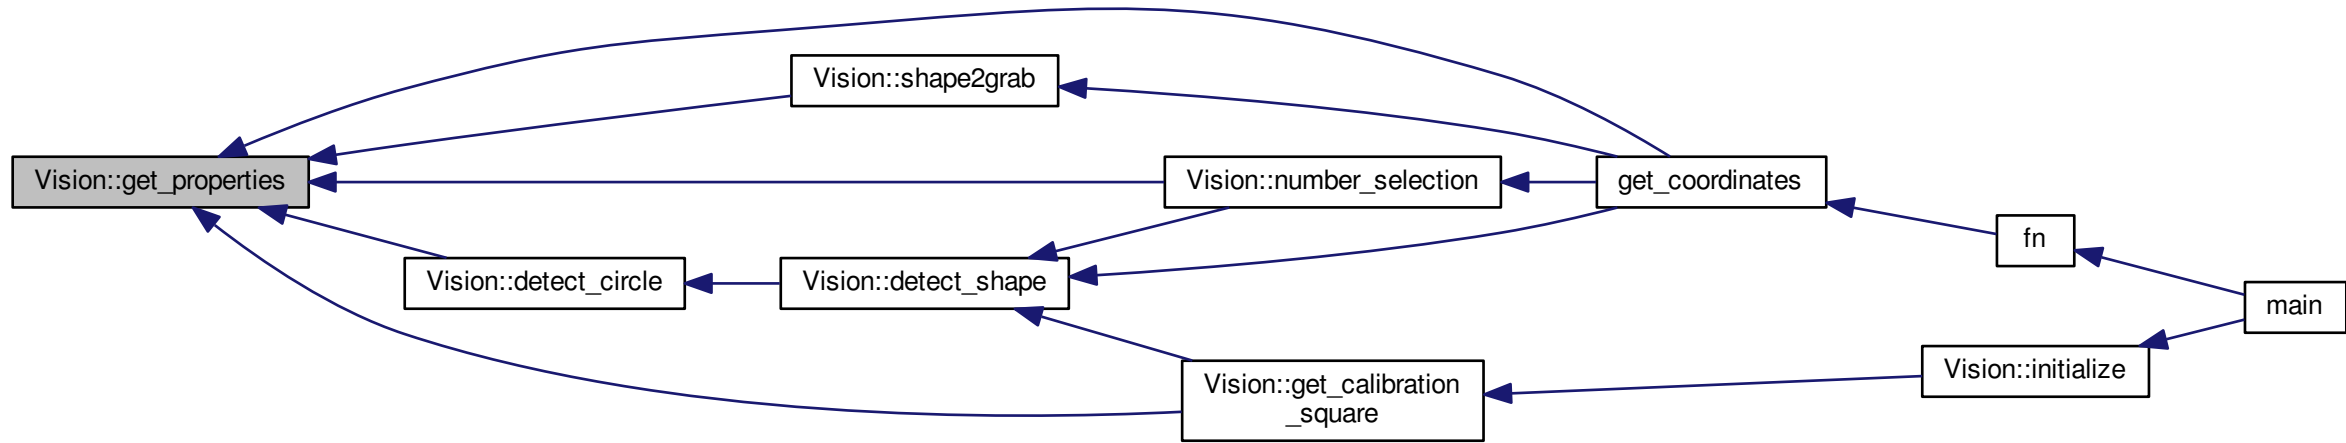 Vision::shape2grab
Vision::get_properties
Vision::number_selection
get_coordinates
fn
Vision::detect_circle
Vision::detect_shape
main
Vision::get_calibration
_square
Vision::initialize